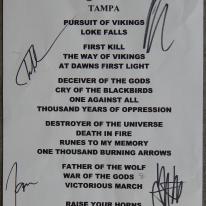 TAMPA
PURSUIT OF VIKINGS
LOKE FALLS
FIRST KILL
THE WAY OF VIKINGS
AT DAWNS FIRST LIGHT
DECEIVER OF THE GODS
CRY OF THE BLACKBIRDS
ONE AGAINST ALL
THOUSAND YEARS OF OPPRESSION
DESTROYER OF THE UNIVERSE
DEATH IN FIRE
RUNES TO MY MEMORY
ONE THOUSAND BURNING ARROWS
FATHER OF THE WOLF
WAR OF THE GODS
VICTORIOUS MARCH
RAISE YOUR HORNS